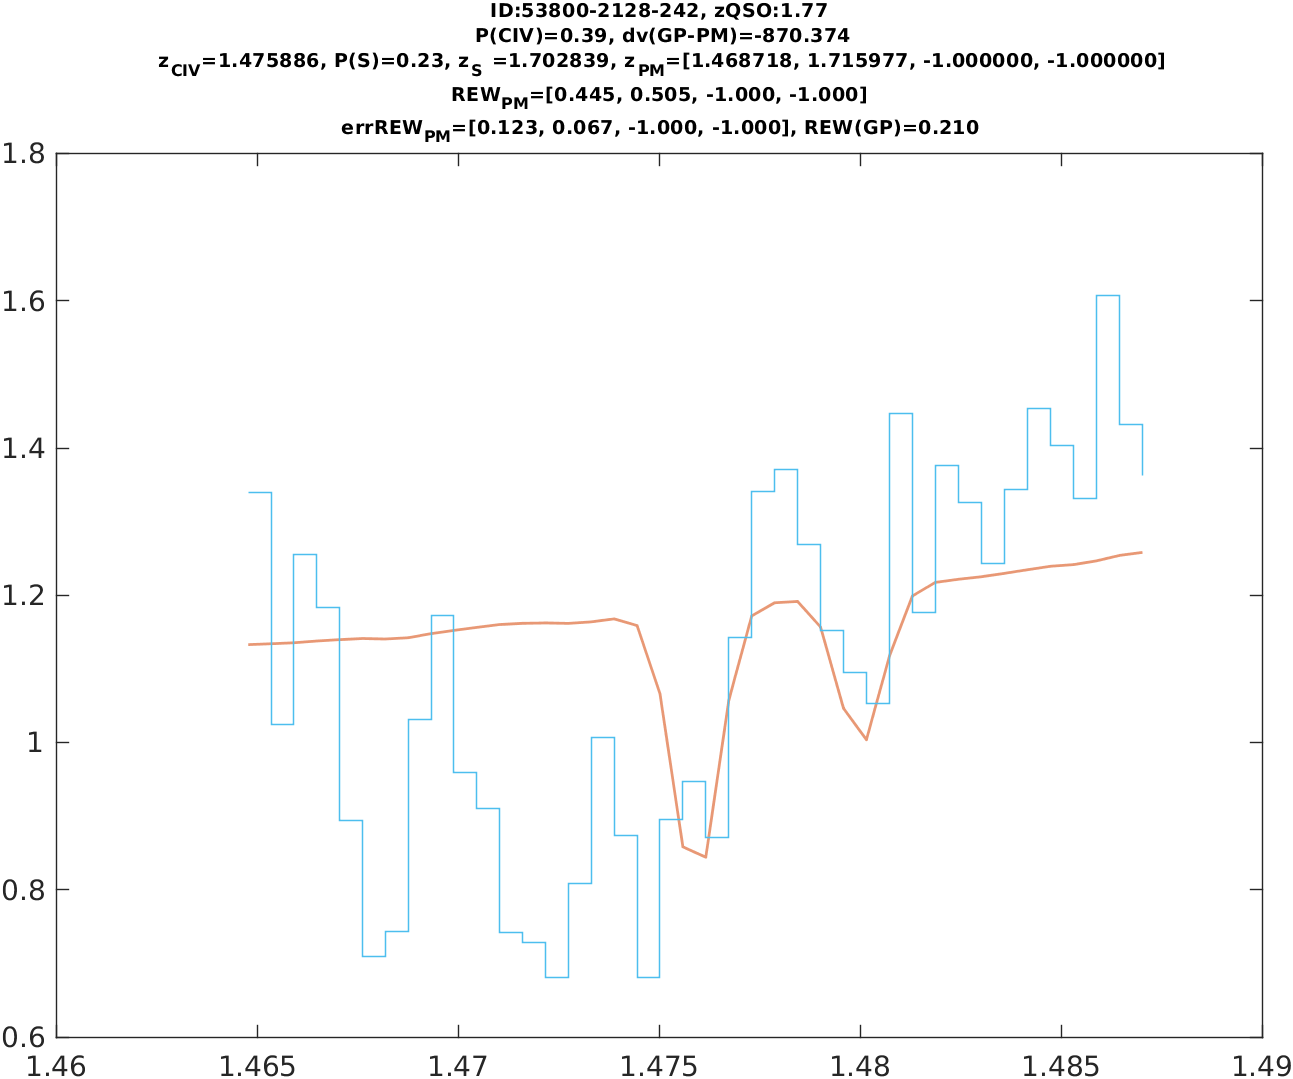 ID:53800-2128-242, zQSO:1.77
P(CIV)=0.39, dv(GP-PM)=-870.374
zCIV=1.475886, P(S)=0.23, zS =1.702839, zPM=[1.468718, 1.715977, -1.000000, -1.000000]
REWPM=[0.445, 0.505, -1.000, -1.000]
errREWPM=[0.123, 0.067, -1.000, -1.000], REW(GP)=0.210
1.8
1.6
1.4
1.2
1
0.8
0.6
1.46 1.465 1.47 1.475 1.48 1.485 1.49